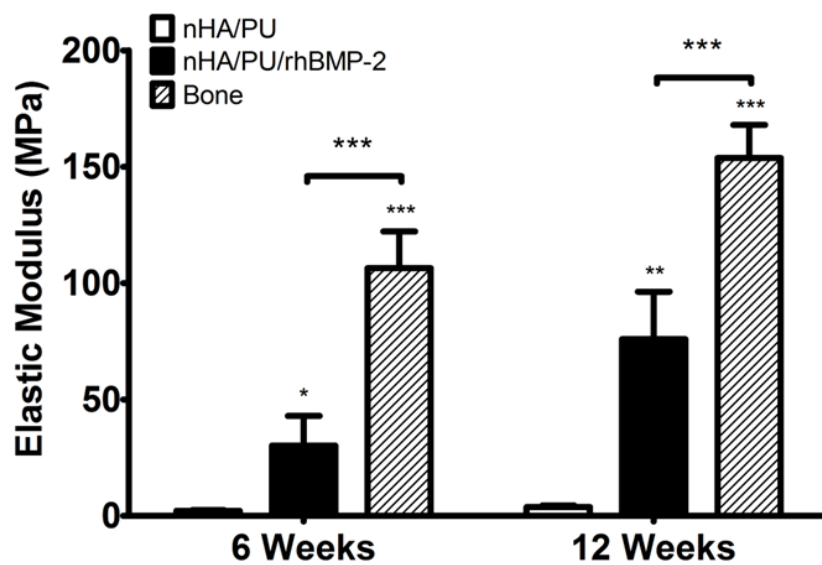 nHA/PU
nHA/PU/rhBMP-2
Bone
Elastic Modulus (MPa)
200
150
100
50
0
***
***
*
***
***
**
6 Weeks
12 Weeks